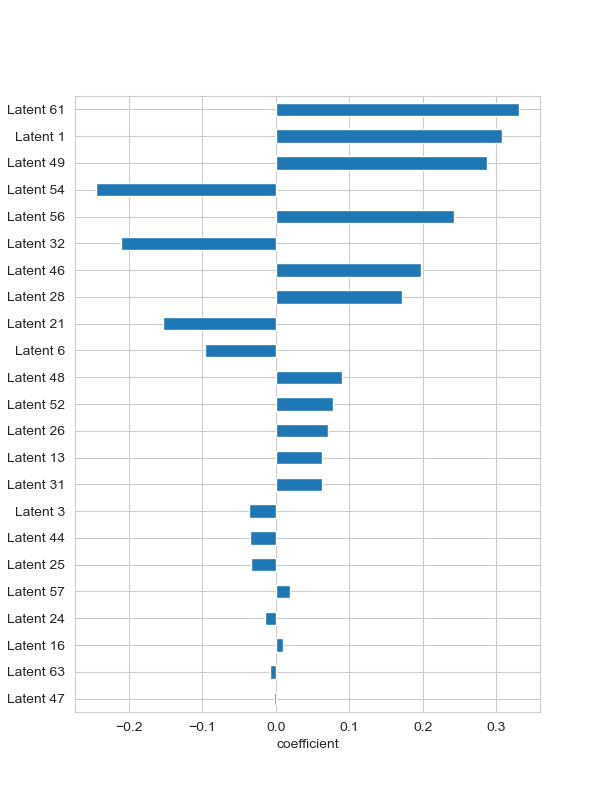 Latent 61
Latent 1
Latent 49
Latent 54
Latent 56
Latent 32
Latent 46
Latent 28
Latent 21
Latent 6
Latent 48
Latent 52
Latent 26
Latent 13
Latent 31
Latent 3
Latent 44
Latent 25
Latent 57
Latent 24
Latent 16
Latent 63
Latent 47
−0.2 −0.1 0.0 0.1 0.2 0.3
coefficient